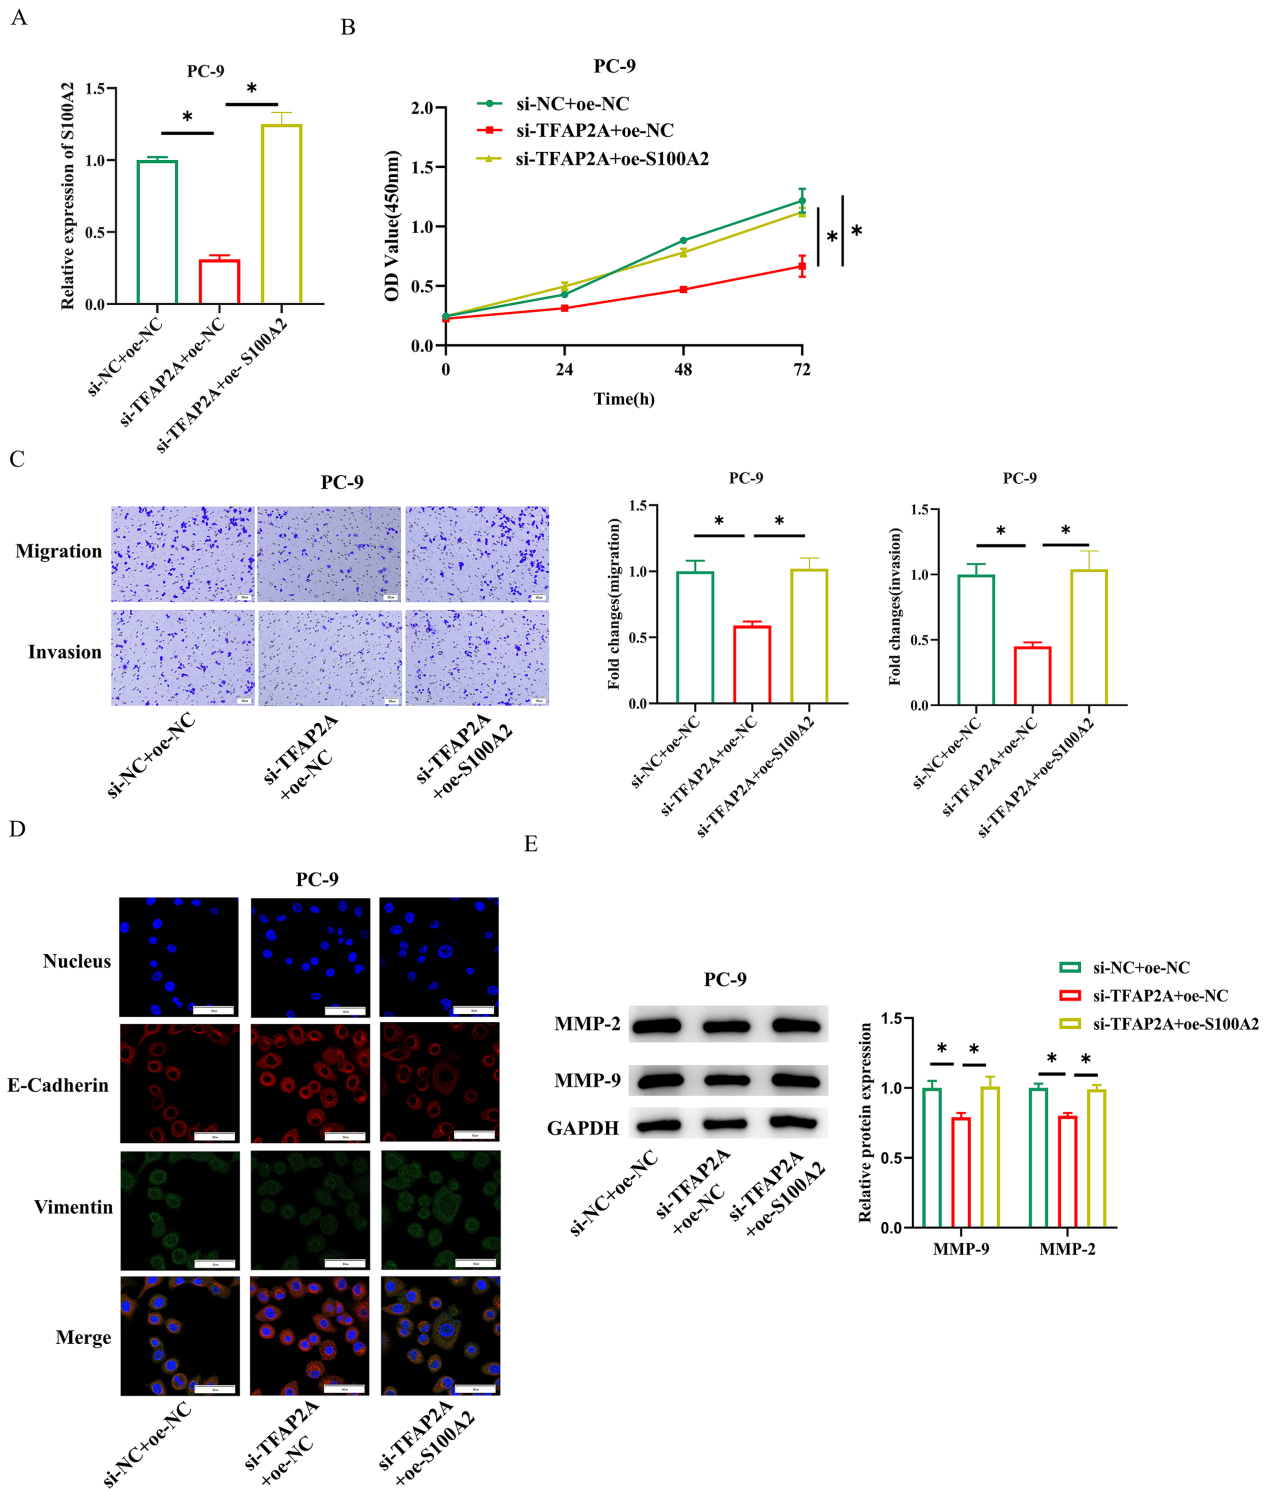 A
PC-9
Relative expression of S100A2
1.5
1.0
0.5
0.0
*
*
si-NC+oe-NC
si-TFAP2A+oe-NC
si-TFAP2A+oe- S100A2
B
PC-9
si-NC+oe-NC
si-TFAP2A+oe-NC
si-TFAP2A+oe-S100A2
OD Value(450nm)
2.0
1.5
1.0
0.5
0.0
*
*
0
24
48
72
Time(h)
C
PC-9
Migration
Invasion
si-NC+oe-NC
si-TFAP2A
+oe-NC
si-TFAP2A
+oe-S100A2
PC-9
Fold changes(migration)
1.5
1.0
0.5
0.0
*
*
si-NC+oe-NC
si-TFAP2A+oe-NC
si-TFAP2A+oe-S100A2
PC-9
Fold changes(invasion)
1.5
1.0
0.5
0.0
*
*
si-NC+oe-NC
si-TFAP2A+oe-NC
si-TFAP2A+oe-S100A2
D
PC-9
Nucleus
E-Cadherin
Vimentin
Merge
si-NC+oe-NC
si-TFAP2A
+oe-NC
si-TFAP2A
+oe-S100A2
E
PC-9
MMP-2
MMP-9
GAPDH
si-NC+oe-NC
si-TFAP2A
+oe-NC
si-TFAP2A
+oe-S100A2
si-NC+oe-NC
si-TFAP2A+oe-NC
si-TFAP2A+oe-S100A2
Relative protein expression
1.5
1.0
0.5
0.0
*
*
*
*
MMP-9
MMP-2